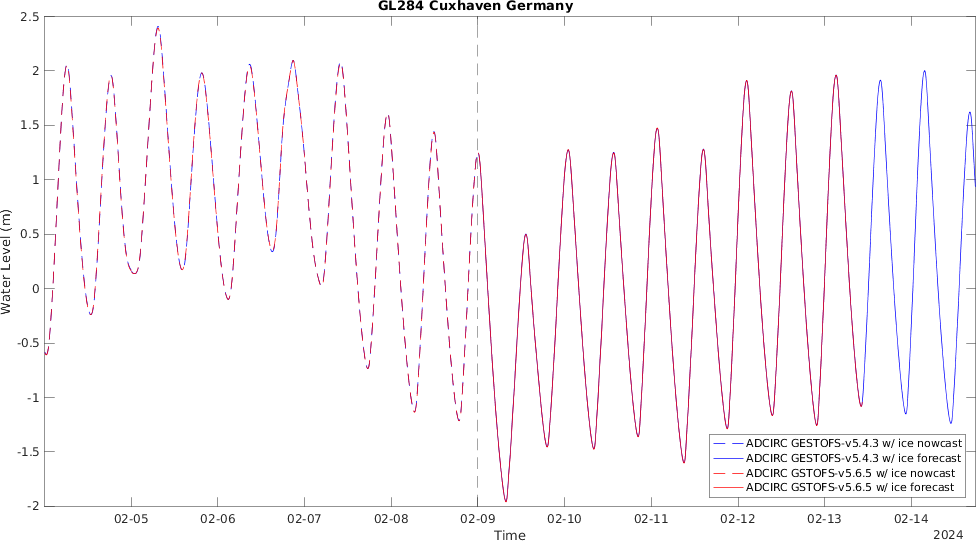 GL284 Cuxhaven Germany
2.5
2
1.5
1
0.5
0
-0.5
-1
-1.5
-2
Water Level (m)
ADCIRC GESTOFS-v5.4.3 w/ ice nowcast
ADCIRC GESTOFS-v5.4.3 w/ ice forecast
ADCIRC GSTOFS-v5.6.5 w/ ice nowcast
ADCIRC GSTOFS-v5.6.5 w/ ice forecast
02-05 02-06 02-07 02-08 02-09 02-10 02-11 02-12 02-13 02-14
Time
2024